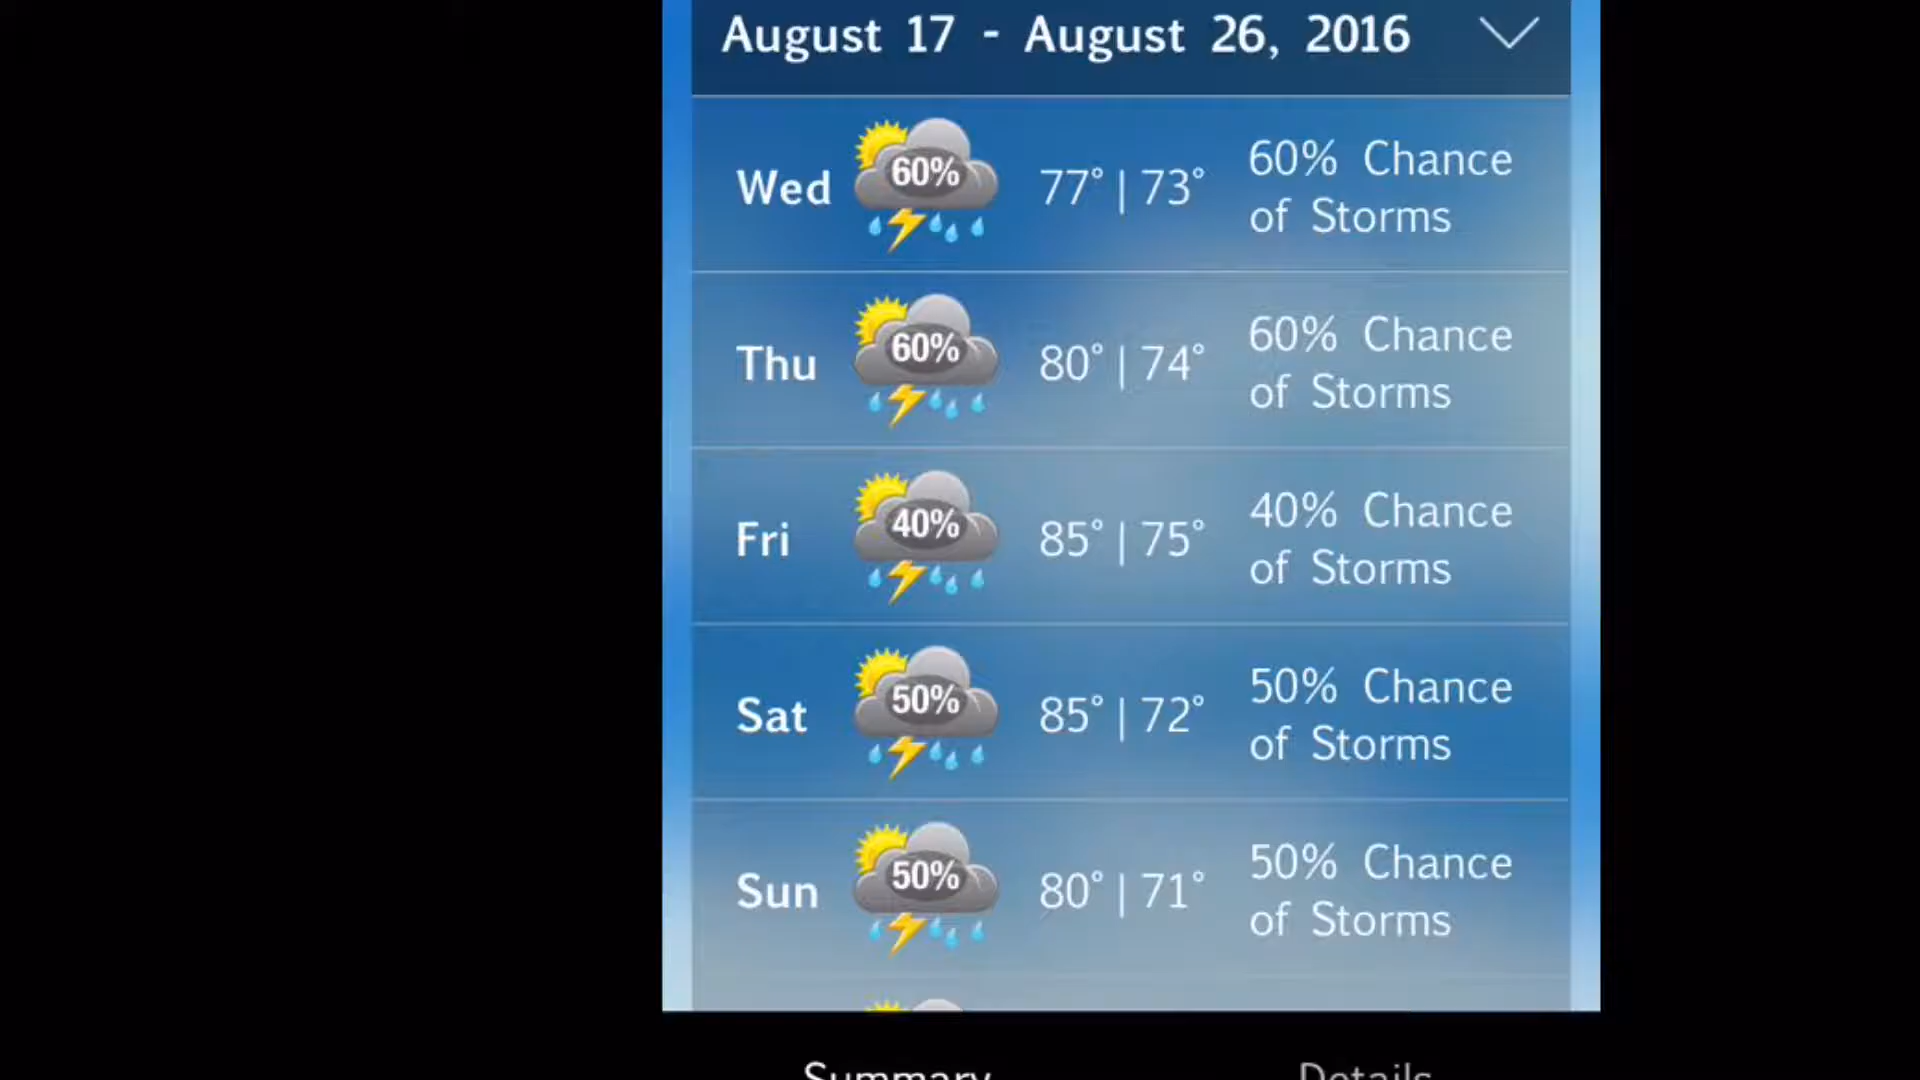 August 17 - August 26, 2016
Wed 60% 77° | 73° 60% Chance
of Storms
Thu 60% 80° | 74° 60% Chance
of Storms
Fri 40% 85° | 75° 40% Chance
of Storms
Sat 50% 85° | 72° 50% Chance
of Storms
Sun 50% 80° | 71° 50% Chance
of Storms
Summary Details